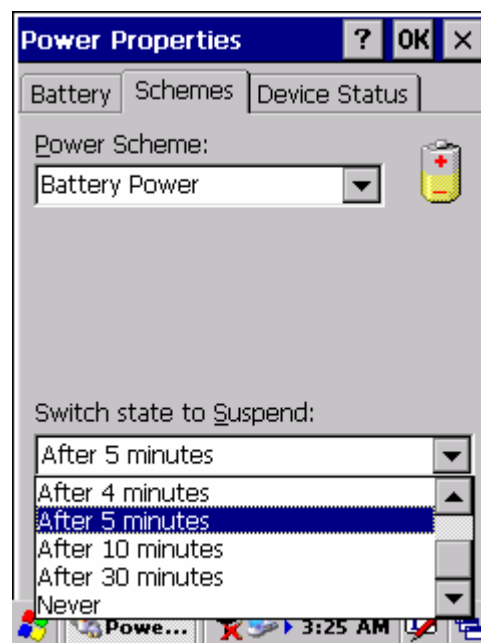 Power Properties ? OK ×
Battery Schemes Device Status
Power Scheme:
Battery Power
Switch state to Suspend:
After 5 minutes
After 4 minutes
After 5 minutes
After 10 minutes
After 30 minutes
Never
Powe... 3:25 AM